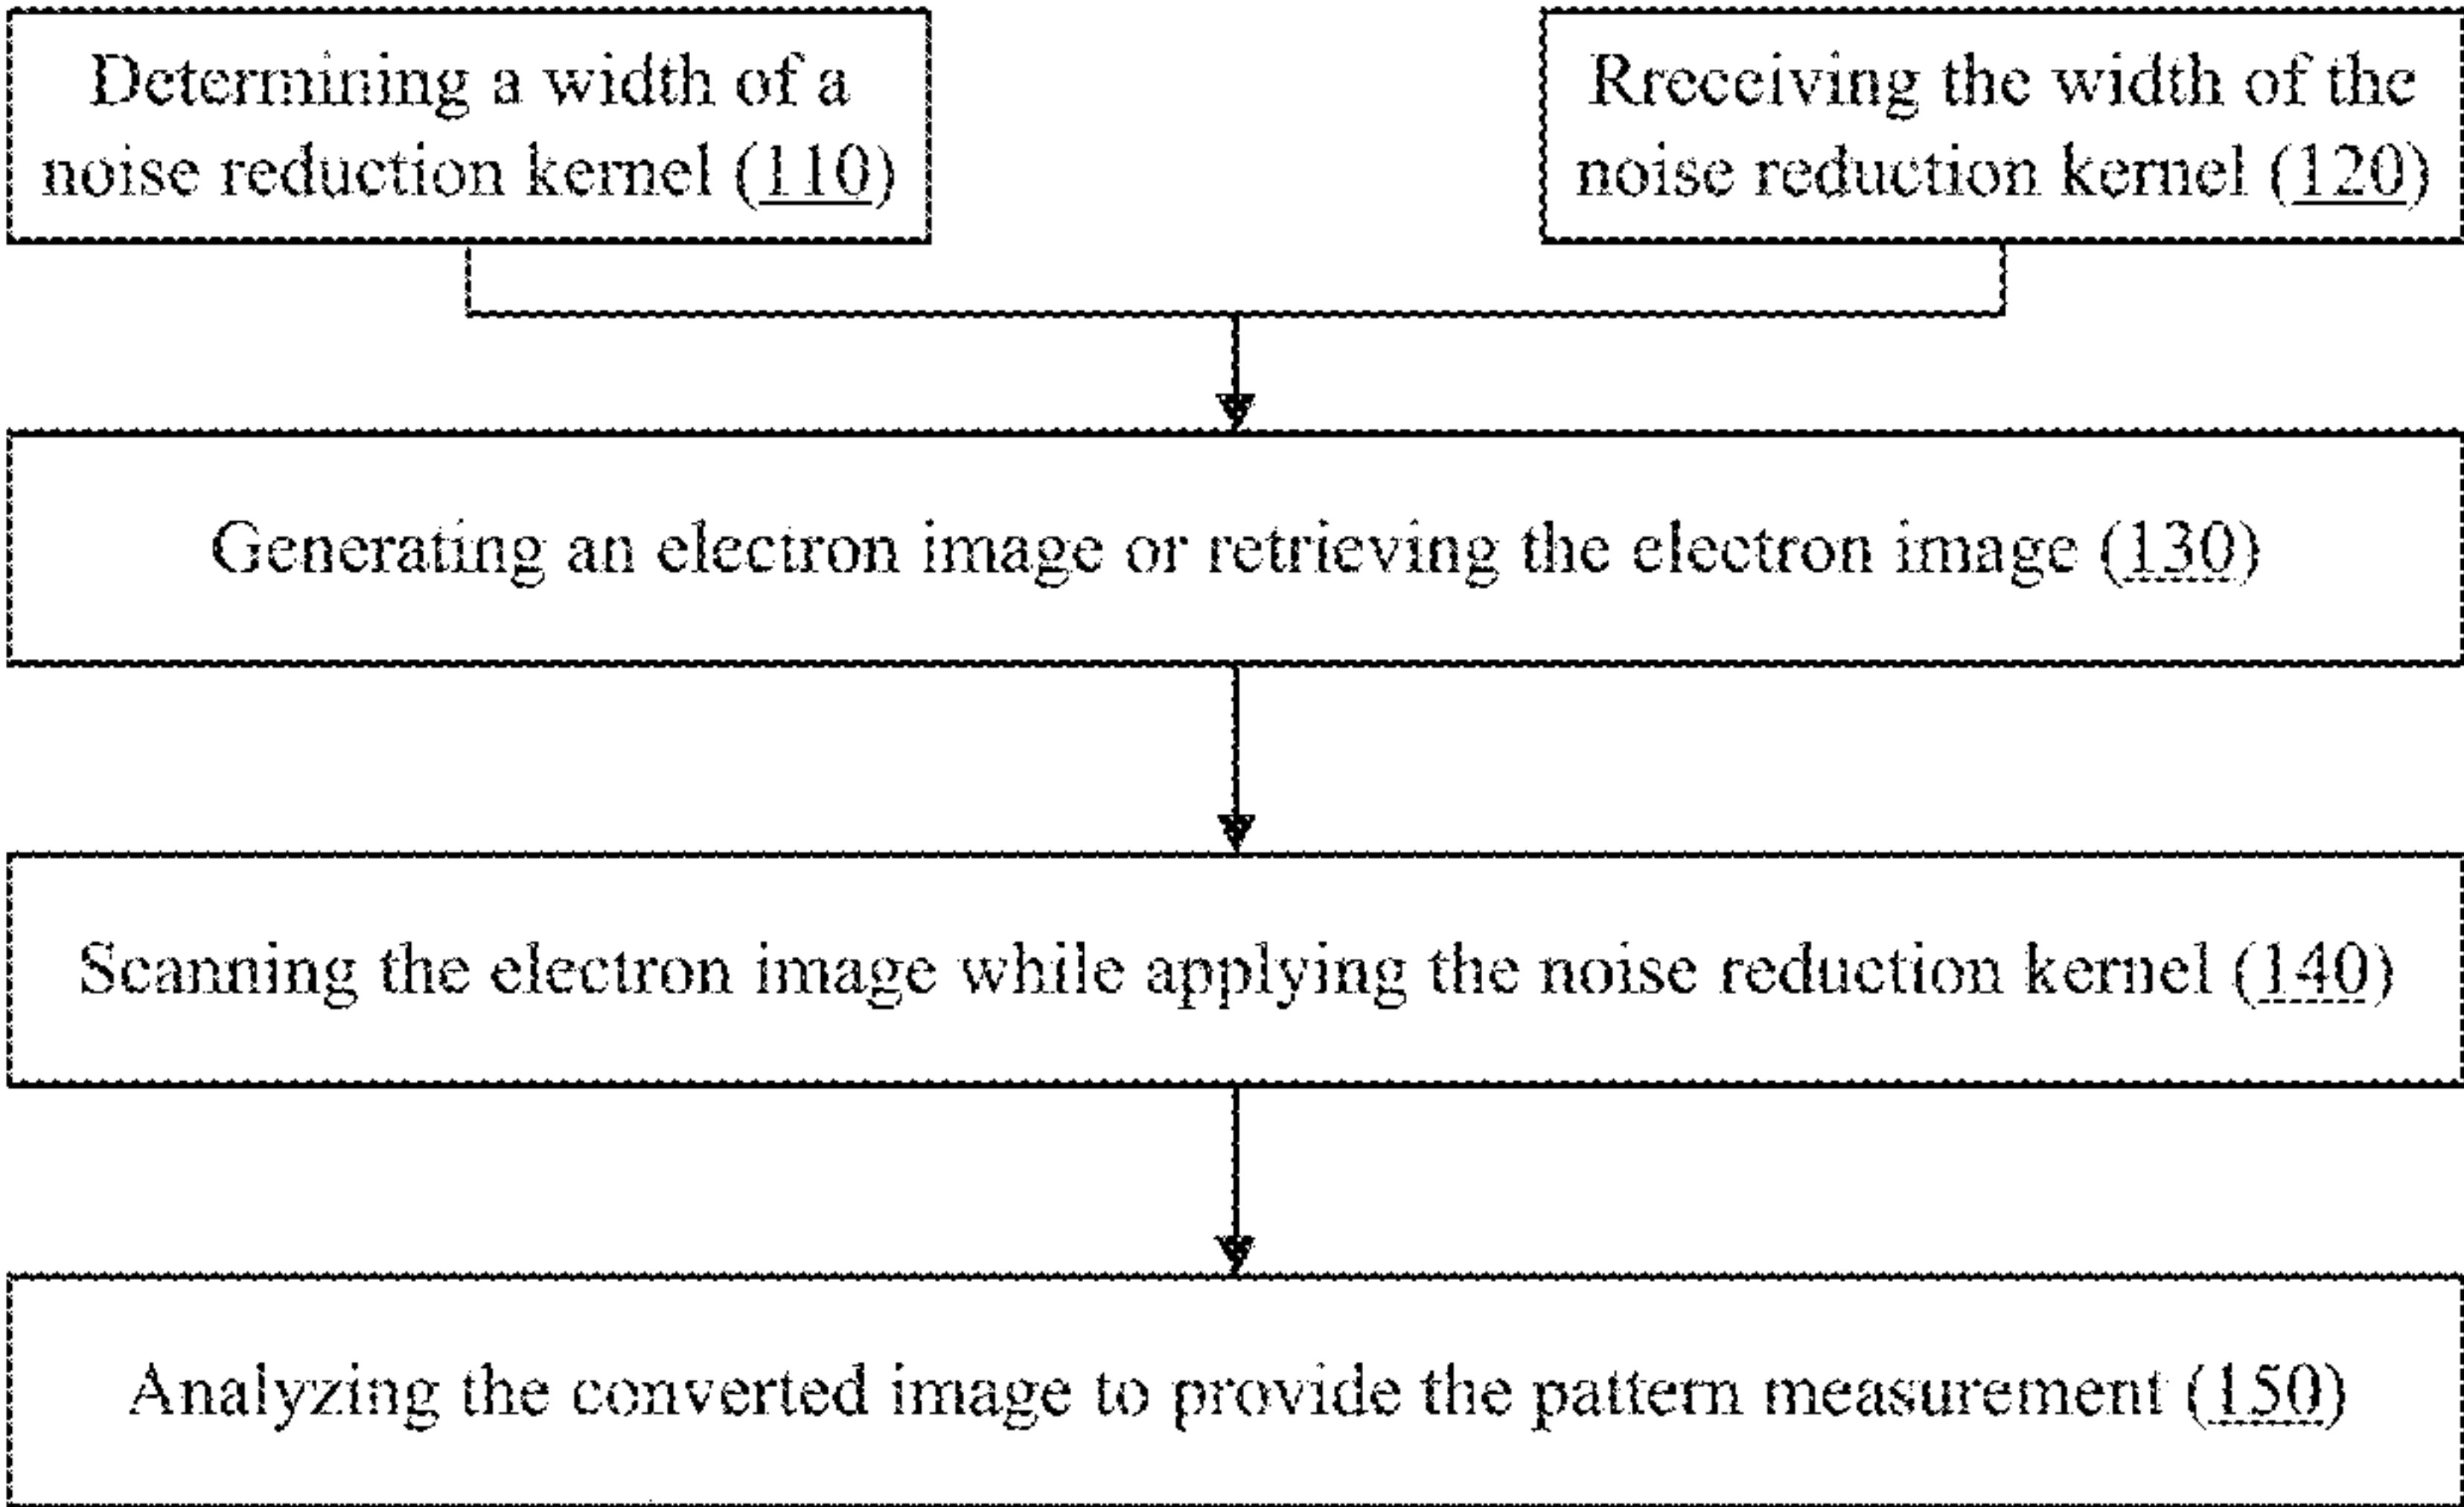 Determining a width of a
noise reduction kernel (110)
Rreceiving the width of the
noise reduction kernel (120)
Generating an electron image or retrieving the electron image (130)
Scanning the electron image while applying the noise reduction kernel (140)
Analyzing the converted image to provide the pattern measurement (150)